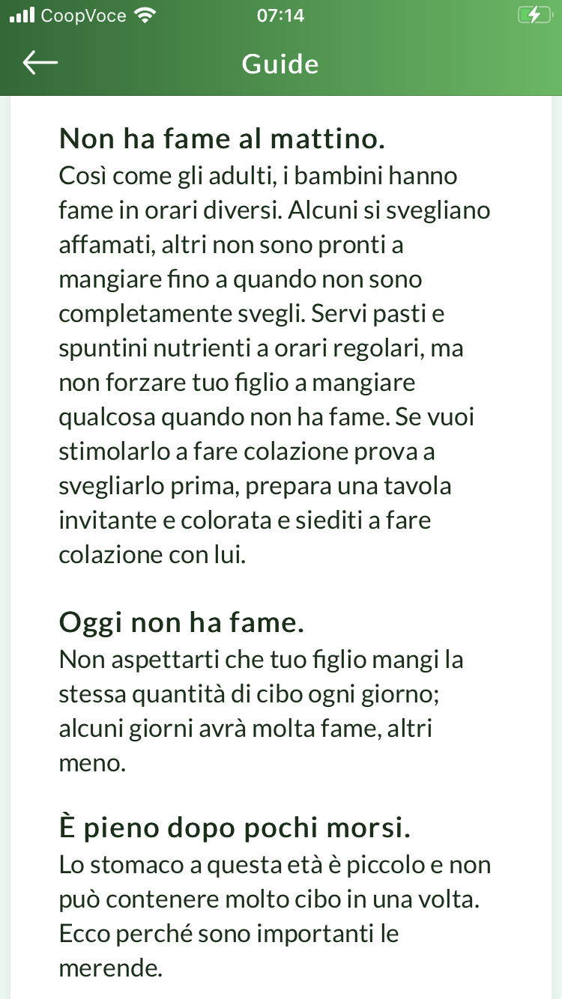 CoopVoce
07:14
Guide
Non ha fame al mattino.
Così come gli adulti, i bambini hanno
fame in orari diversi. Alcuni si svegliano
affamati, altri non sono pronti a
mangiare fino a quando non sono
completamente svegli. Servi pasti e
spuntini nutrienti a orari regolari, ma
non forzare tuo figlio a mangiare
qualcosa quando non ha fame. Se vuoi
stimolarlo a fare colazione prova a
svegliarlo prima, prepara una tavola
invitante e colorata e siediti a fare
colazione con lui.
Oggi non ha fame.
Non aspettarti che tuo figlio mangi la
stessa quantità di cibo ogni giorno;
alcuni giorni avrà molta fame, altri
meno.
È pieno dopo pochi morsi.
Lo stomaco a questa età è piccolo e non
può contenere molto cibo in una volta.
Ecco perché sono importanti le
merende.